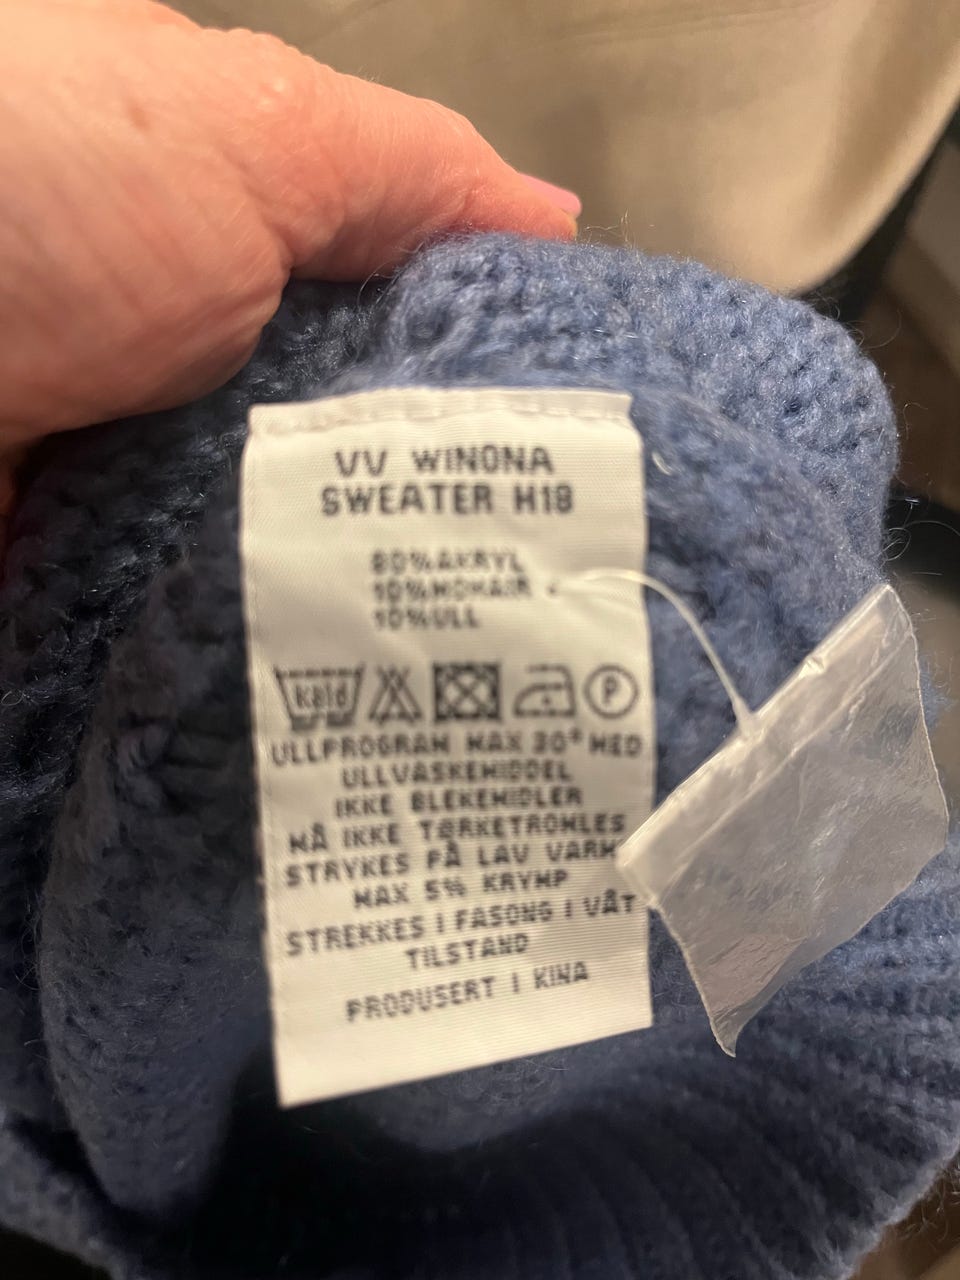 VV WINONA
SWEATER H18
80%AKRYL
10%MOHAIR
10%ULL
kald P
ULLPROGRAM MAX 30° MED
ULLVASKEMIDDEL
IKKE BLEKEMIDLER
MÅ IKKE TØRKETROMLES
STRYKES PÅ LAV VARM
MAX 5% KRYMP
STREKKES I FASONG I VÅT
TILSTAND
PRODUSERT I KINA